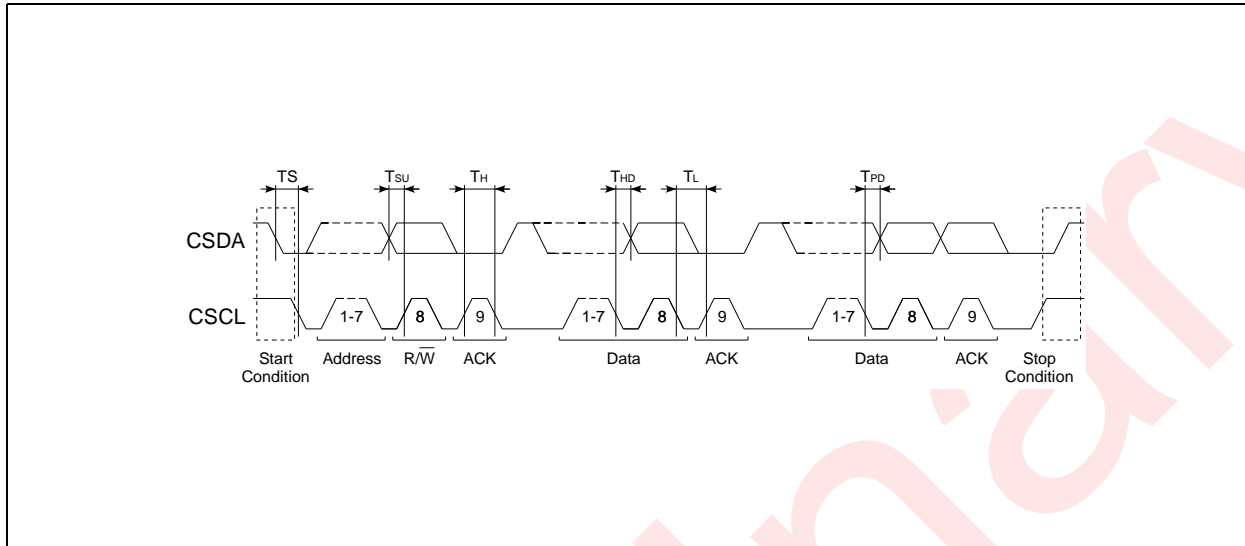 TS TSU TH THD TL TPD
CSDA
CSCL 1-7 8 9 1-7 8 9 1-7 8 9
Start Condition Address R/W̅ ACK Data ACK Data ACK Stop Condition